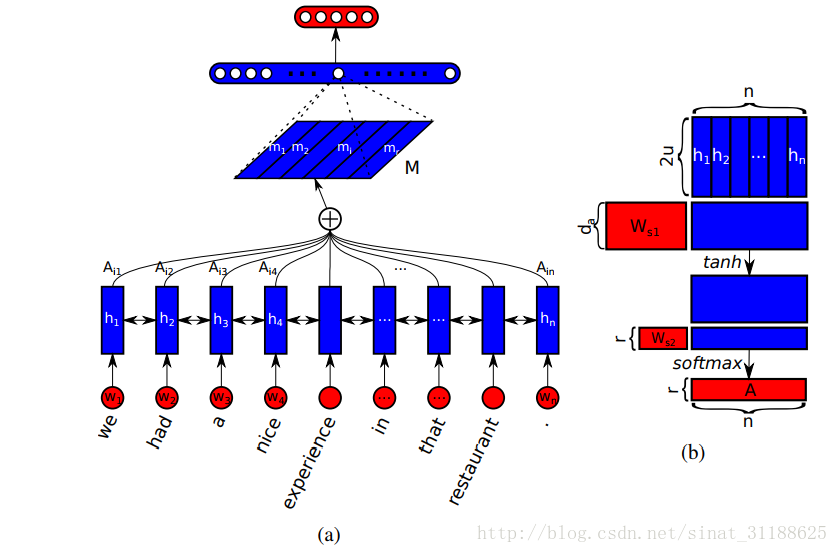 m1 m2 mi mr
M
Ai1 Ai2 Ai3 Ai4 ... Ain
h1 h2 h3 h4 ... ... hn
w1 w2 w3 w4 ... ... wn
we had a nice experience in that restaurant .
(a)
n
2u
h1 h2 ... hn
da
Ws1
tanh
r
Ws2
softmax
r
A
n
(b)
http://blog.csdn.net/sinat_31188625